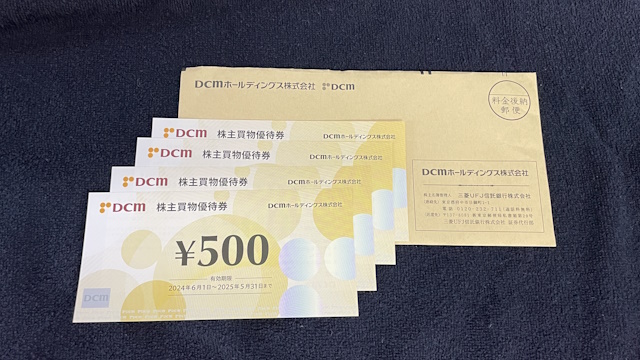 DCMホールディングス株式会社 DCM
料金後納
郵便
DCMホールディングス株式会社
三菱UFJ信託銀行株式会社
DCM 株主買物優待券 DCMホールディングス株式会社
DCM 株主買物優待券 DCMホールディングス株式会社
DCM 株主買物優待券 DCMホールディングス株式会社
DCM 株主買物優待券 DCMホールディングス株式会社
¥500
有効期限
2024年6月1日~2025年5月31日まで
DCM